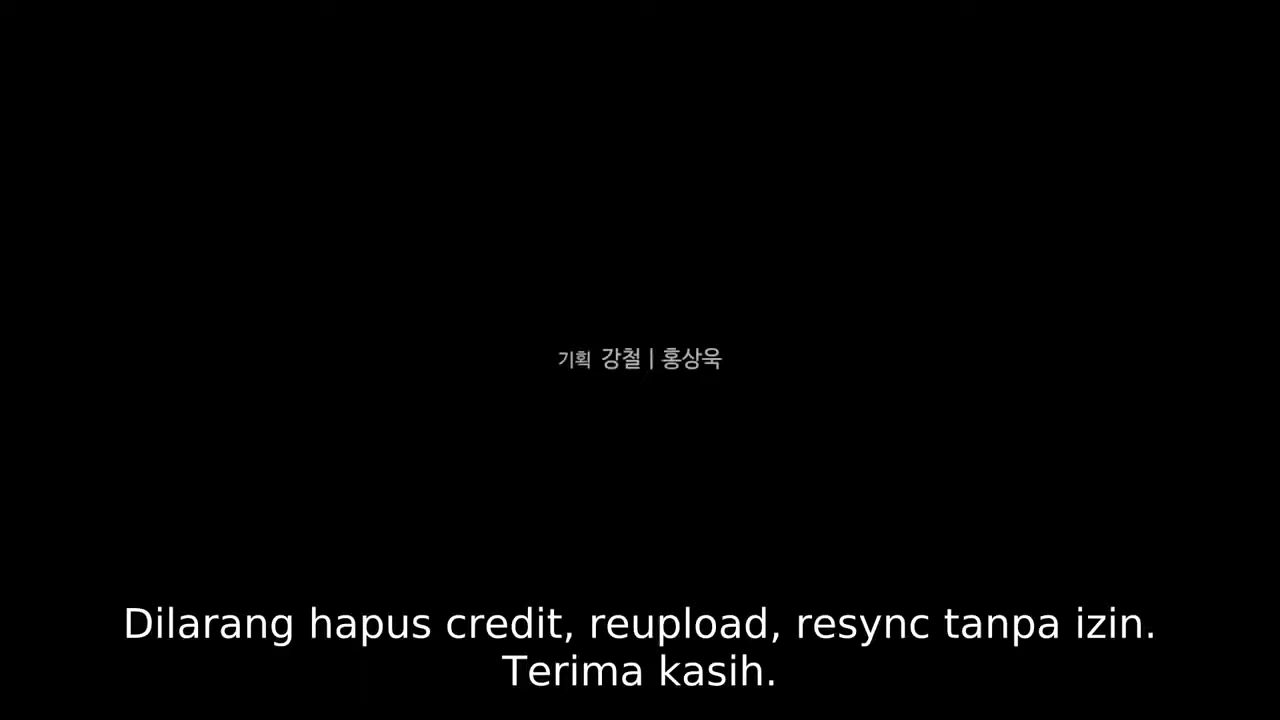 기획 강철 | 홍상욱
Dilarang hapus credit, reupload, resync tanpa izin.
Terima kasih.